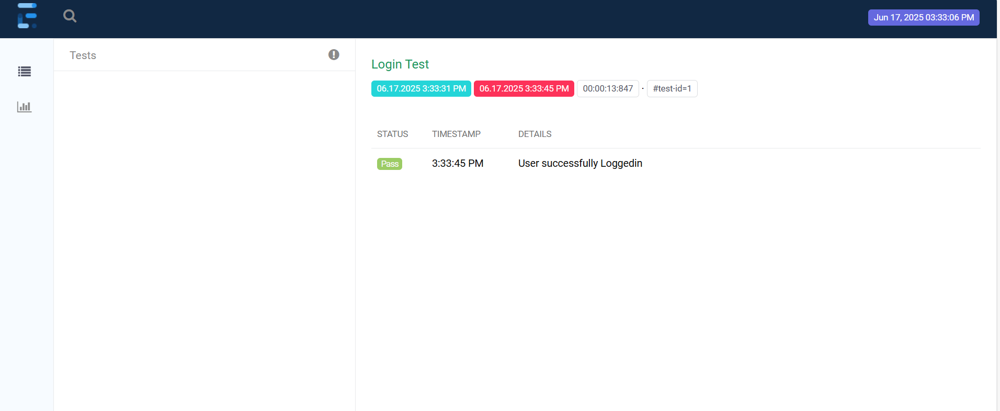 Jun 17, 2025 03:33:06 PM
Tests
Login Test
06.17.2025 3:33:31 PM 06.17.2025 3:33:45 PM 00:00:13:847 · #test-id=1
STATUS TIMESTAMP DETAILS
Pass 3:33:45 PM User successfully Loggedin